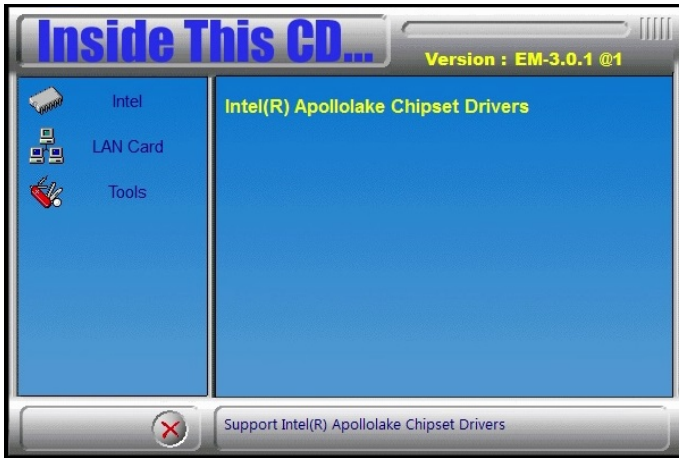 Inside This CD...
Version : EM-3.0.1 @1
Intel
LAN Card
Tools
Intel(R) Apollolake Chipset Drivers
Support Intel(R) Apollolake Chipset Drivers